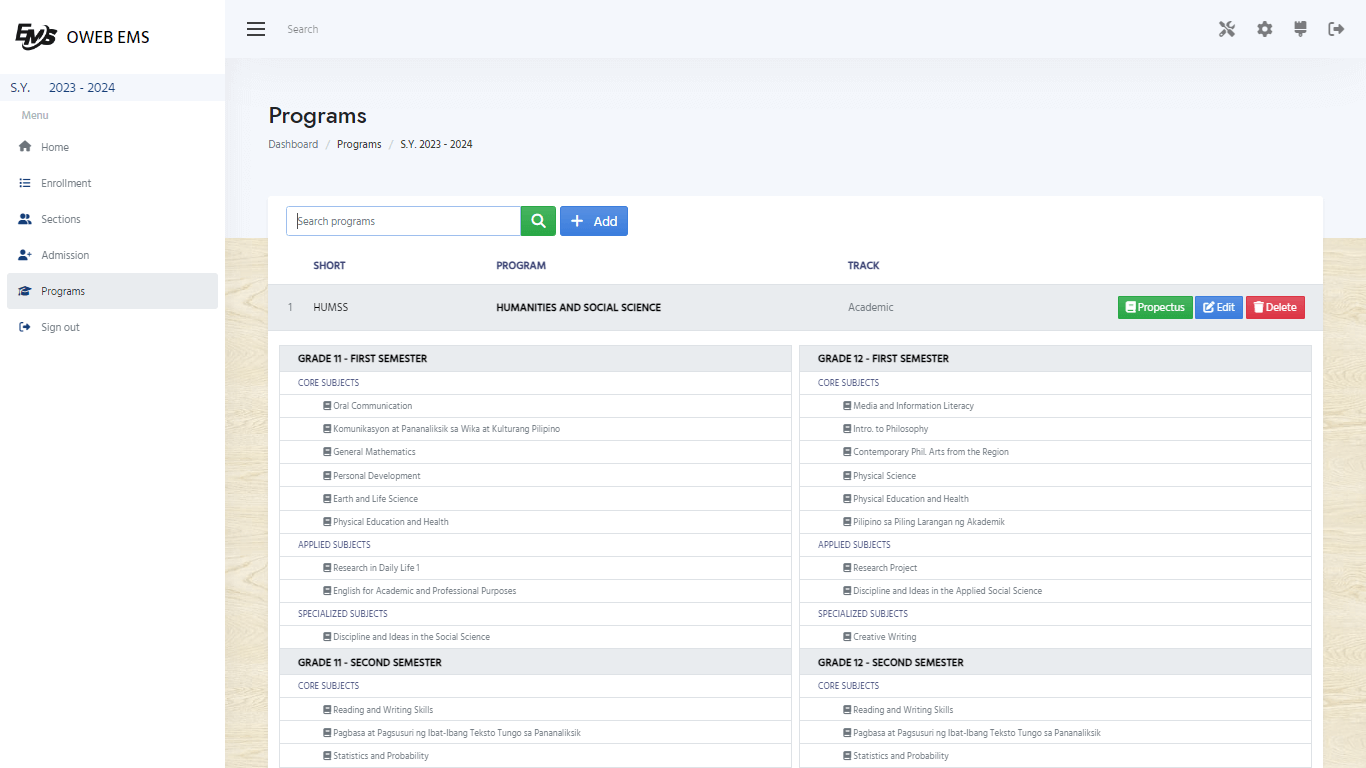 EMS OWEB EMS
Search
S.Y. 2023 - 2024
Menu
Home
Enrollment
Sections
Admission
Programs
Sign out
Programs
Dashboard / Programs / S.Y. 2023 - 2024
Search programs
Add
SHORT PROGRAM TRACK
1 HUMSS HUMANITIES AND SOCIAL SCIENCE Academic Propectus Edit Delete
GRADE 11 - FIRST SEMESTER
CORE SUBJECTS
Oral Communication
Komunikasyon at Pananaliksik sa Wika at Kulturang Pilipino
General Mathematics
Personal Development
Earth and Life Science
Physical Education and Health
APPLIED SUBJECTS
Research in Daily Life 1
English for Academic and Professional Purposes
SPECIALIZED SUBJECTS
Discipline and Ideas in the Social Science
GRADE 11 - SECOND SEMESTER
CORE SUBJECTS
Reading and Writing Skills
Pagbasa at Pagsusuri ng Ibat-Ibang Teksto Tungo sa Pananaliksik
Statistics and Probability
GRADE 12 - FIRST SEMESTER
CORE SUBJECTS
Media and Information Literacy
Intro. to Philosophy
Contemporary Phil. Arts from the Region
Physical Science
Physical Education and Health
Pilipino sa Piling Larangan ng Akademik
APPLIED SUBJECTS
Research Project
Discipline and Ideas in the Applied Social Science
SPECIALIZED SUBJECTS
Creative Writing
GRADE 12 - SECOND SEMESTER
CORE SUBJECTS
Reading and Writing Skills
Pagbasa at Pagsusuri ng Ibat-Ibang Teksto Tungo sa Pananaliksik
Statistics and Probability